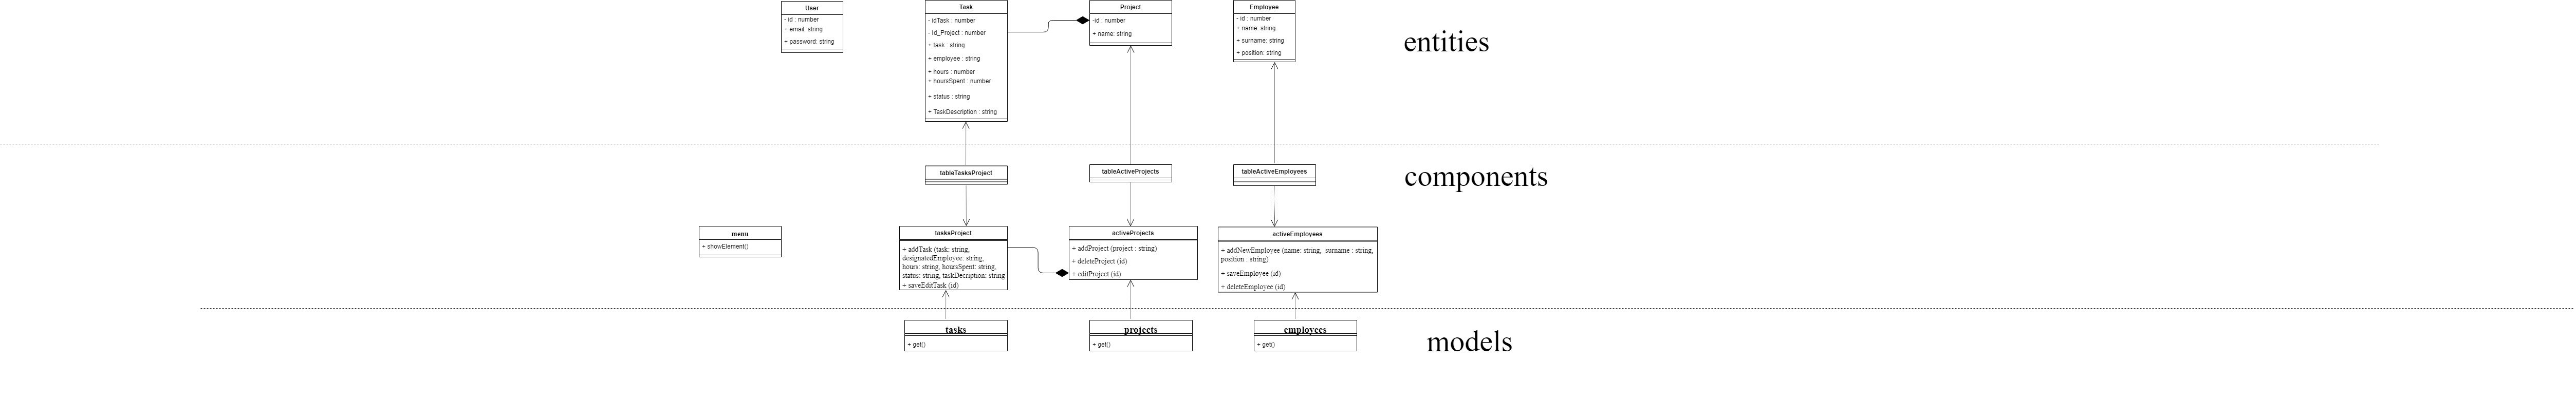 User
- id : number
+ email: string
+ password: string
Task
- idTask : number
- Id_Project : number
+ task : string
+ employee : string
+ hours : number
+ hoursSpent : number
+ status : string
+ TaskDescription : string
Project
-id : number
+ name: string
Employee
- id : number
+ name: string
+ surname: string
+ position: string
entities
tableTasksProject
tableActiveProjects
tableActiveEmployees
components
menu
+ showElement()
tasksProject
+ addTask (task: string,
designatedEmployee: string,
hours: string, hoursSpent: string,
status: string, taskDecription: string
+ saveEditTask (id)
activeProjects
+ addProject (project : string)
+ deleteProject (id)
+ editProject (id)
activeEmployees
+ addNewEmployee (name: string, surname : string,
position : string)
+ saveEmployee (id)
+ deleteEmployee (id)
tasks
+ get()
projects
+ get()
employees
+ get()
models